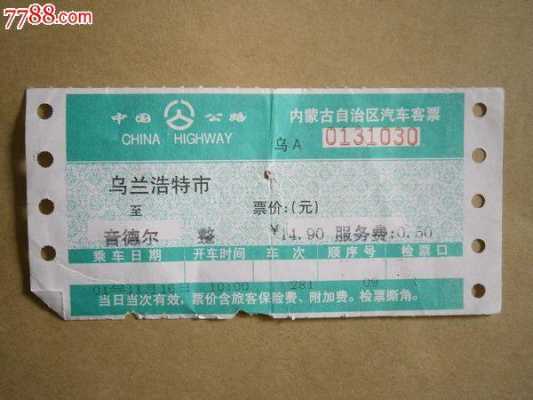 7788.com
中国 公路
CHINA HIGHWAY
内蒙古自治区汽车客票
乌A 0131030
乌兰浩特市
至 票价:(元)
音德尔 整 ¥14.90 服务费:0.50
乘车日期 开车时间 车次 顺序号 检票口
10:00 281
当日当次有效,票价含旅客保险费、附加费。检票撕角。